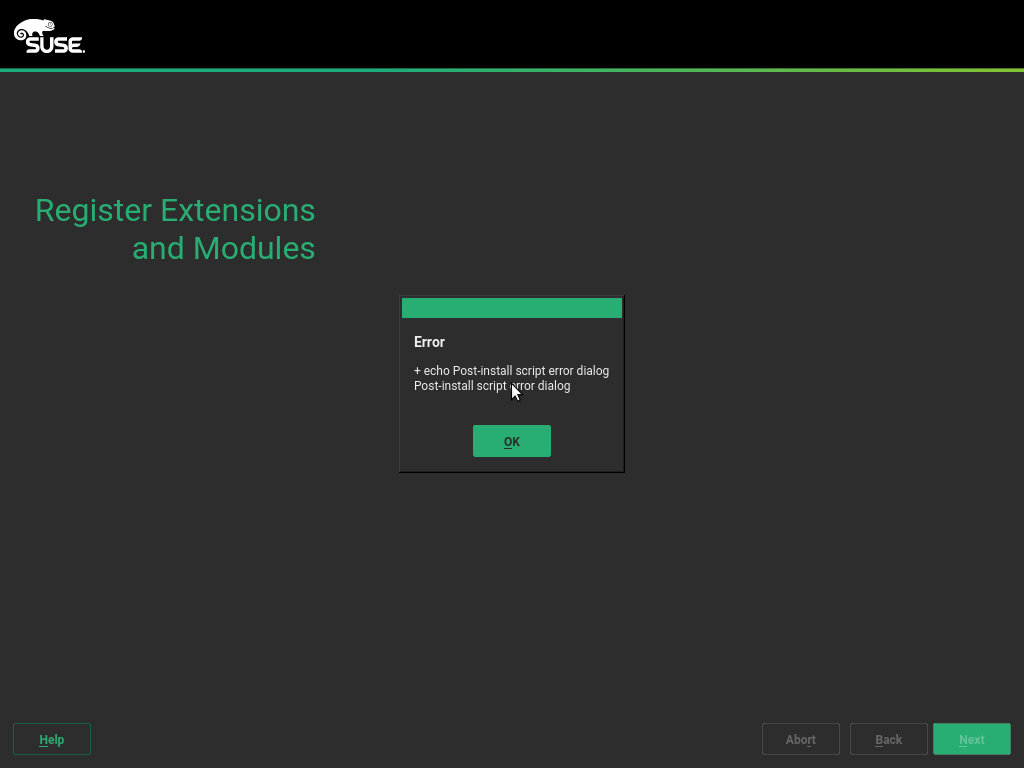 SUSE.
Register Extensions
and Modules
Error
+ echo Post-install script error dialog
Post-install script error dialog
OK
Help
Abort
Back
Next